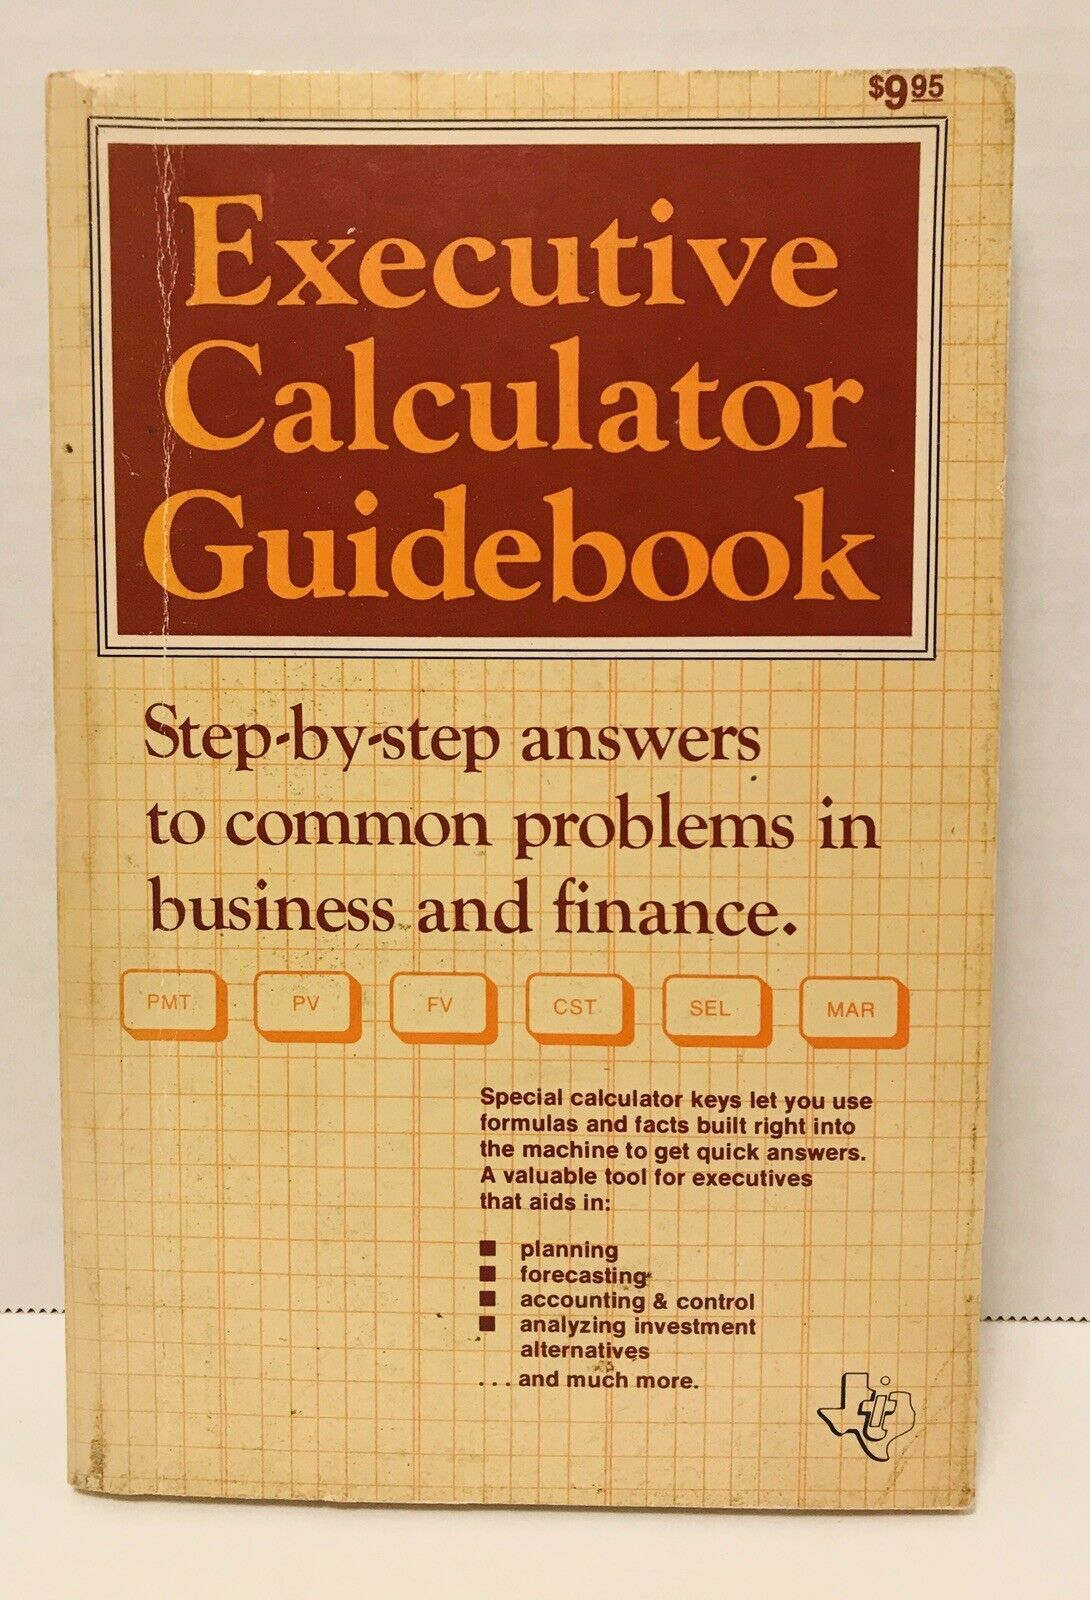 $9.95
Executive
Calculator
Guidebook
Step-by-step answers
to common problems in
business and finance.
PMT PV FV CST SEL MAR
Special calculator keys let you use
formulas and facts built right into
the machine to get quick answers.
A valuable tool for executives
that aids in:
■ planning
■ forecasting
■ accounting & control
■ analyzing investment
alternatives
. . . and much more.